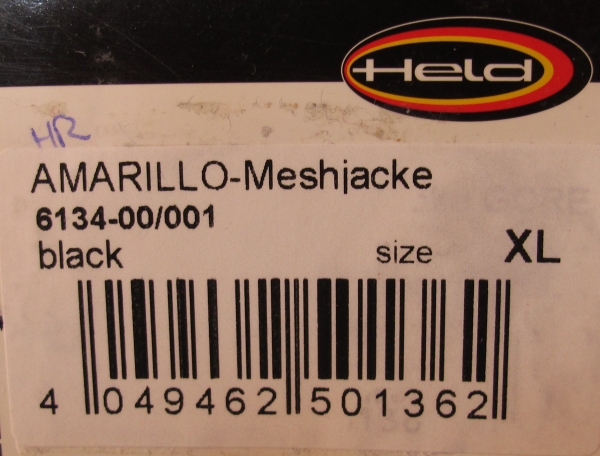 Held
HR
AMARILLO-Meshjacke
6134-00/001
black size XL
4 049462 501362